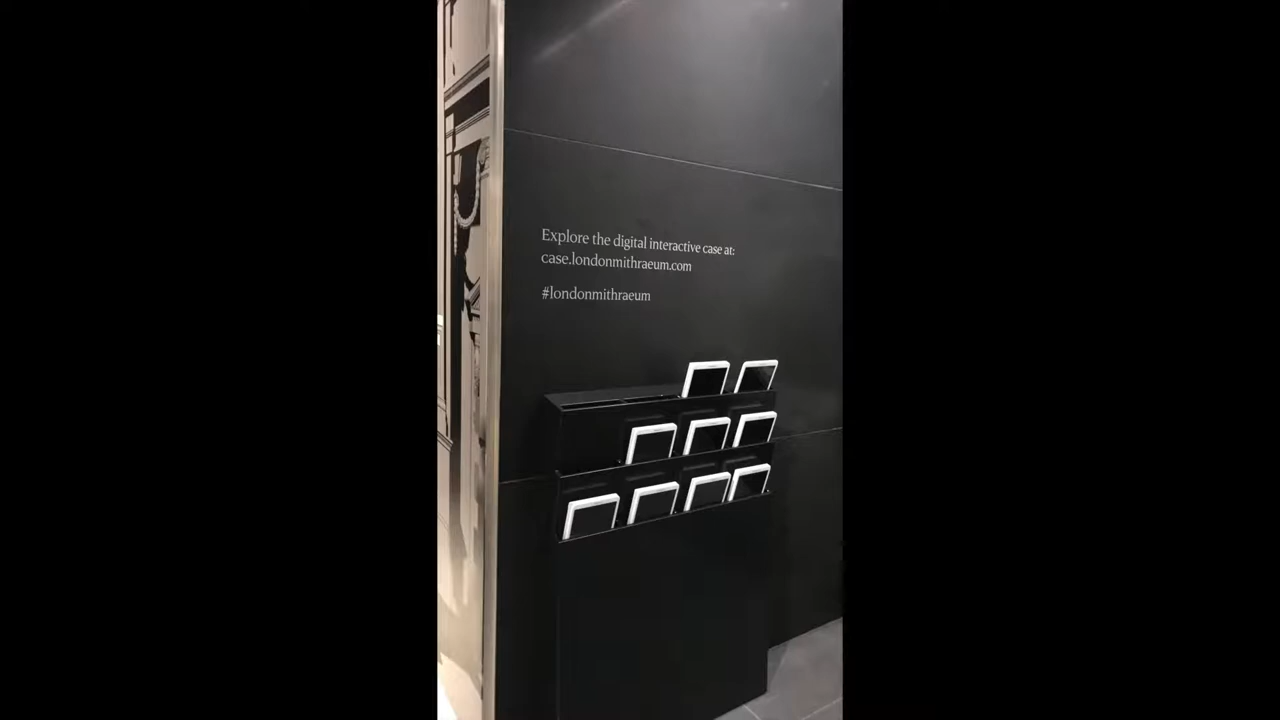 Explore the digital interactive case at:
case.londonmithraeum.com
#londonmithraeum